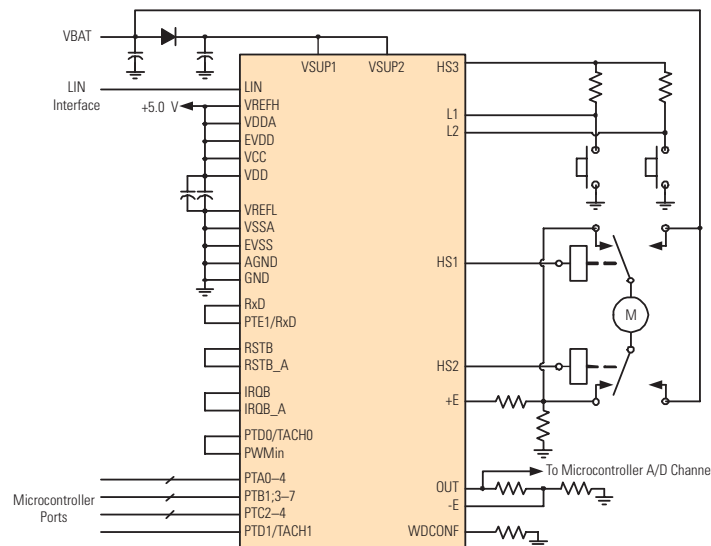 VBAT
VSUP1
VSUP2
HS3
LIN
Interface
LIN
+5.0 V
VREFH
VDDA
EVDD
VCC
VDD
VREFL
VSSA
EVSS
AGND
GND
RxD
PTE1/RxD
RSTB
RSTB_A
IRQB
IRQB_A
PTD0/TACH0
PWMin
Microcontroller
Ports
PTA0–4
PTB1;3–7
PTC2–4
PTD1/TACH1
L1
L2
HS1
M
HS2
+E
To Microcontroller A/D Channe
OUT
-E
WDCONF